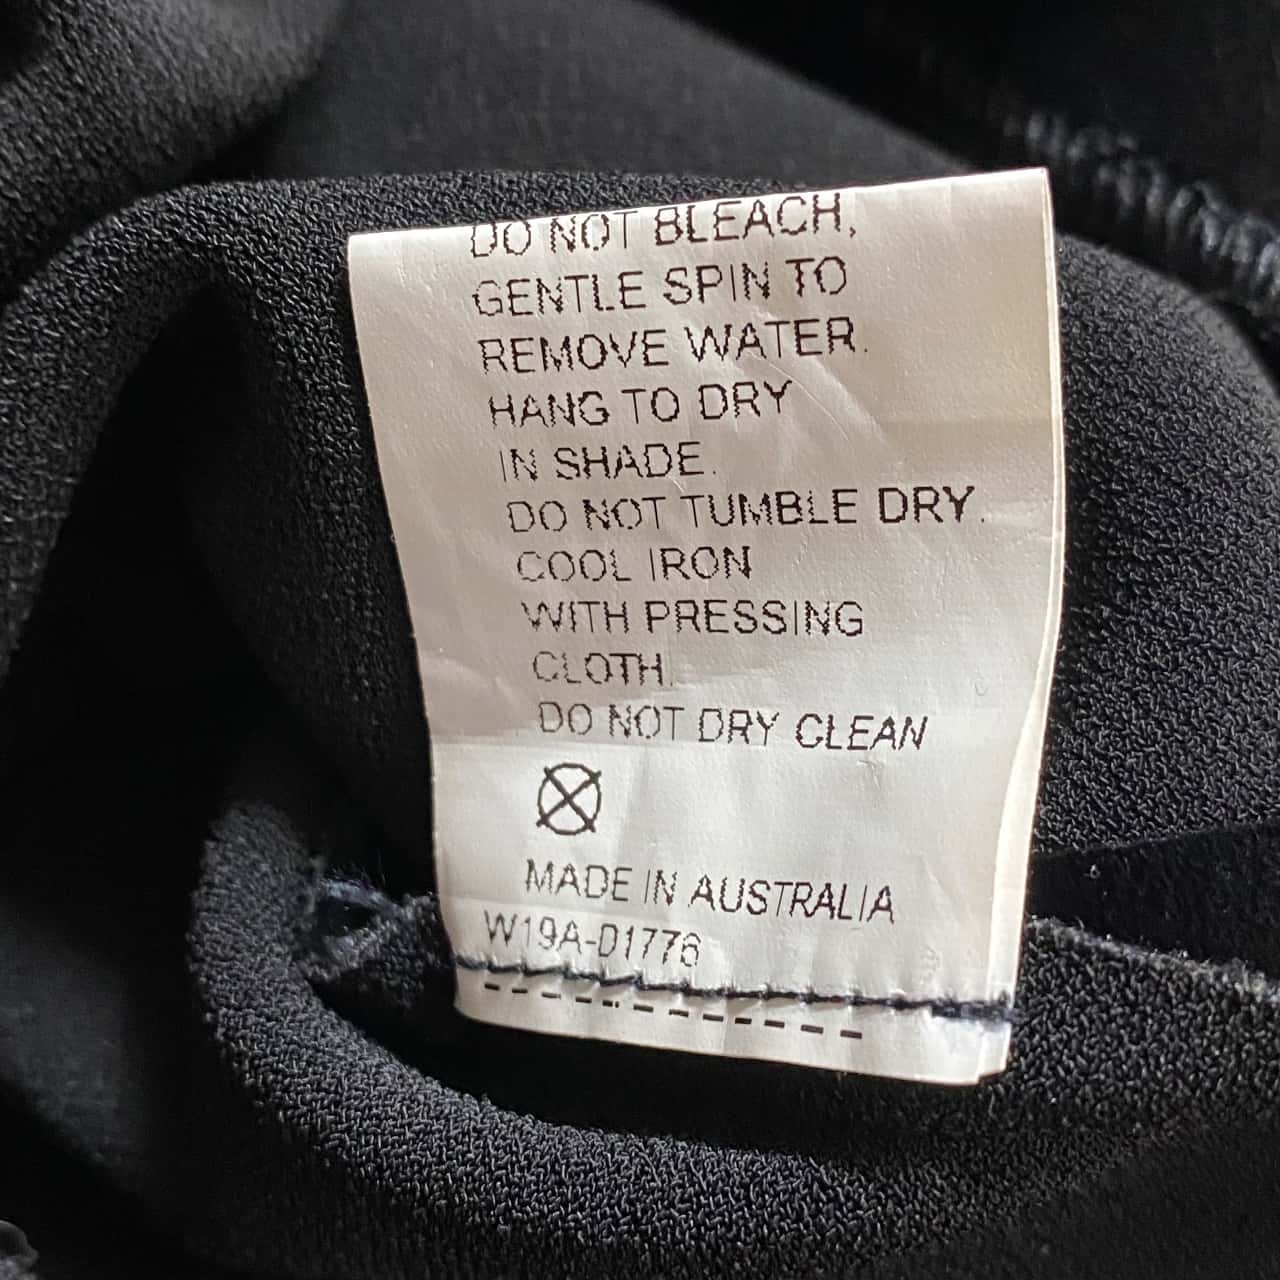 DO NOT BLEACH,
GENTLE SPIN TO
REMOVE WATER.
HANG TO DRY
IN SHADE.
DO NOT TUMBLE DRY.
COOL IRON
WITH PRESSING
CLOTH.
DO NOT DRY CLEAN
MADE IN AUSTRALIA
W19A-D1776